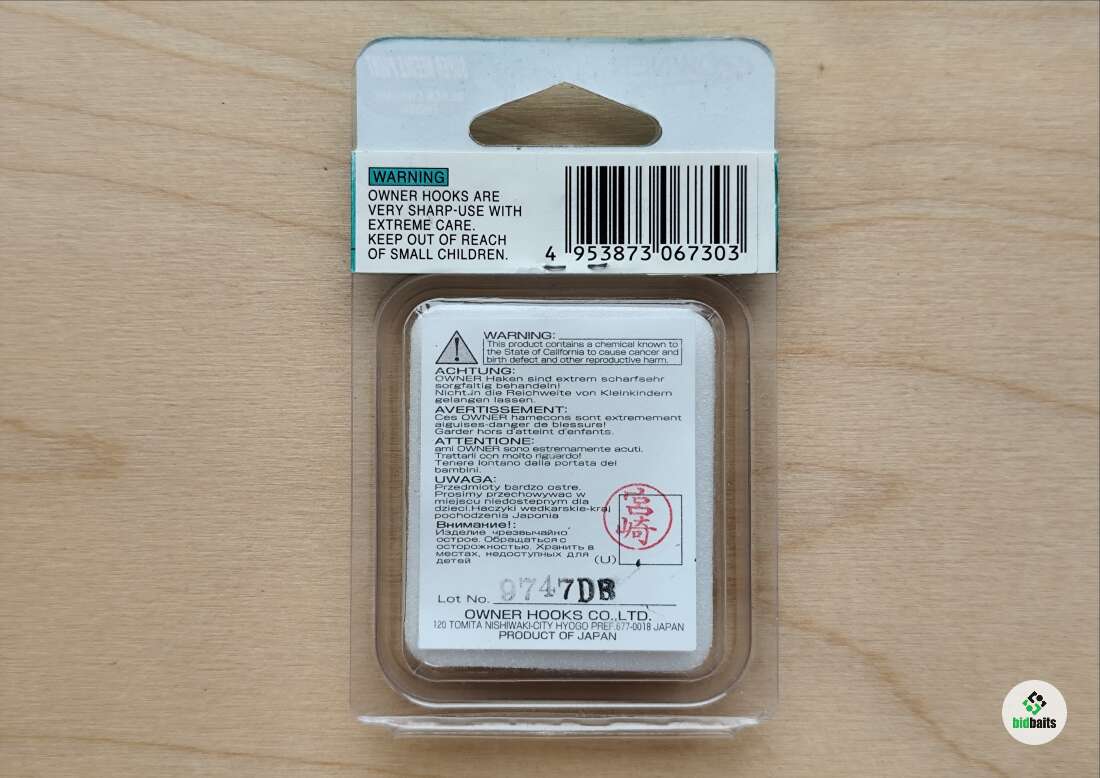 WARNING
OWNER HOOKS ARE
VERY SHARP-USE WITH
EXTREME CARE.
KEEP OUT OF REACH
OF SMALL CHILDREN.
4 953873 067303
WARNING:
This product contains a chemical known to
the State of California to cause cancer and
birth defect and other reproductive harm.
ACHTUNG:
OWNER Haken sind extrem scharfsehr
sorgfaltig behandeln!
Nicht.in die Reichweite von Kleinkindern
gelangen lassen.
AVERTISSEMENT:
Ces OWNER hamecons sont extremement
aiguises-danger de blessure!
Garder hors d'atteint d'enfants.
ATTENTIONE:
ami OWNER sono estremamente acuti.
Trattarli con molto riguardo!
Tenere lontano dalla portata dei
bambini.
UWAGA:
Przedmioty bardzo ostre.
Prosimy przechowywac w
miejscu niedostepnym dla
dzieci.Haczyki wedkarskie-kraj
pochodzenia Japonia
Внимание!:
Изделие чрезвычайно
острое. Обращаться с
осторожностью. Хранить в
местах, недоступных для
детей
(U)
宮崎
Lot No. 9747DB
OWNER HOOKS CO.,LTD.
120 TOMITA NISHIWAKI-CITY HYOGO PREF.677-0018 JAPAN
PRODUCT OF JAPAN
bidbaits